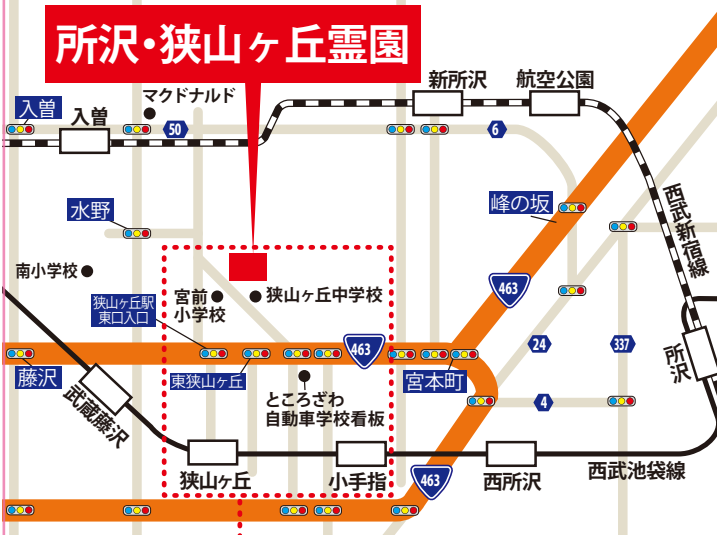 所沢・狭山ヶ丘霊園
新所沢
航空公園
マクドナルド
入曽
入曽
50
6
西武新宿線
水野
峰の坂
南小学校
宮前
小学校
狭山ヶ丘中学校
463
狭山ヶ丘駅
東口入口
463
24
337
所沢
藤沢
東狭山ヶ丘
宮本町
武蔵藤沢
ところざわ
自動車学校看板
4
狭山ヶ丘
小手指
463
西所沢
西武池袋線